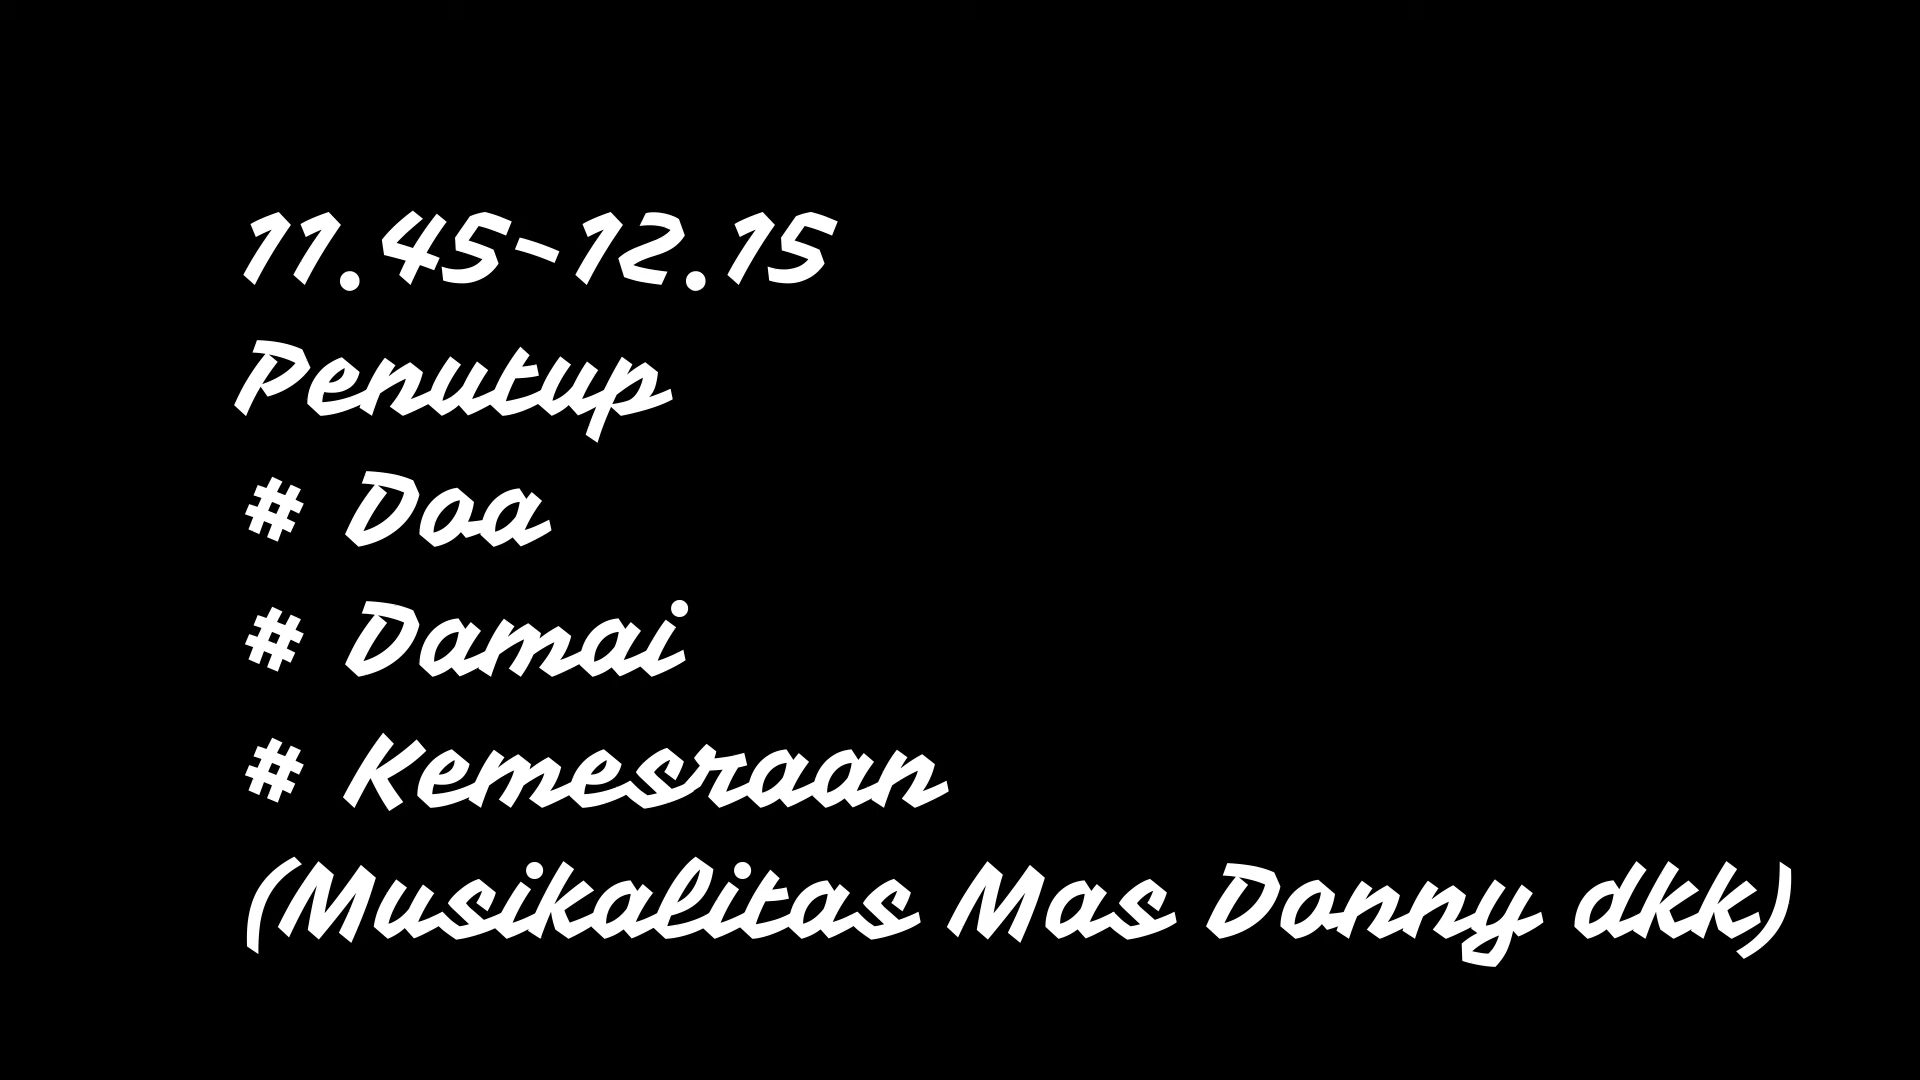 11.45-12.15
Penutup
# Doa
# Damai
# Kemesraan
(Musikalitas Mas Donny dkk)